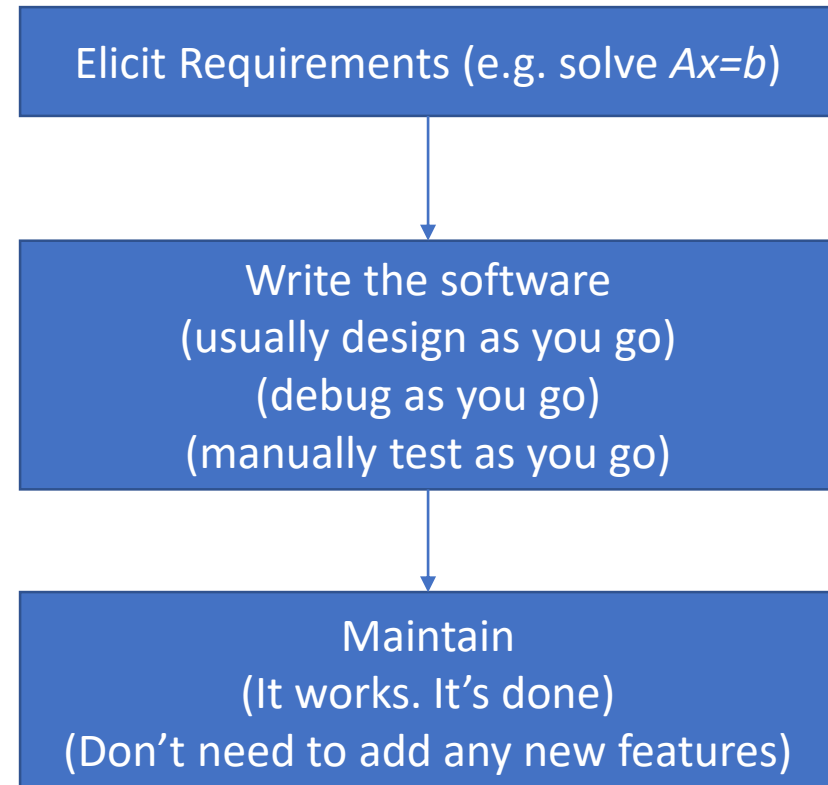 Elicit Requirements (e.g. solve Ax=b)
Write the software
(usually design as you go)
(debug as you go)
(manually test as you go)
Maintain
(It works. It’s done)
(Don’t need to add any new features)